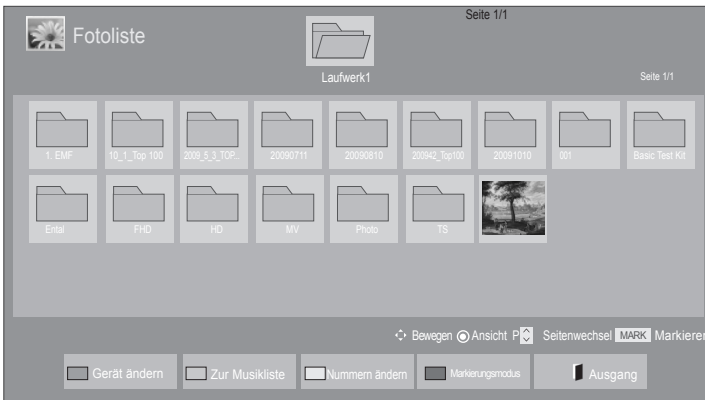 Seite 1/1
Fotoliste
Laufwerk1
Seite 1/1
1. EMF 10_1_Top 100 2009_5_3_TOP... 20090711 20090810 200942_Top100 20091010 001 Basic Test Kit
Ental FHD HD MV Photo TS
Bewegen Ansicht P Seitenwechsel MARK Markieren
Gerät ändern Zur Musikliste Nummern ändern Markierungsmodus Ausgang